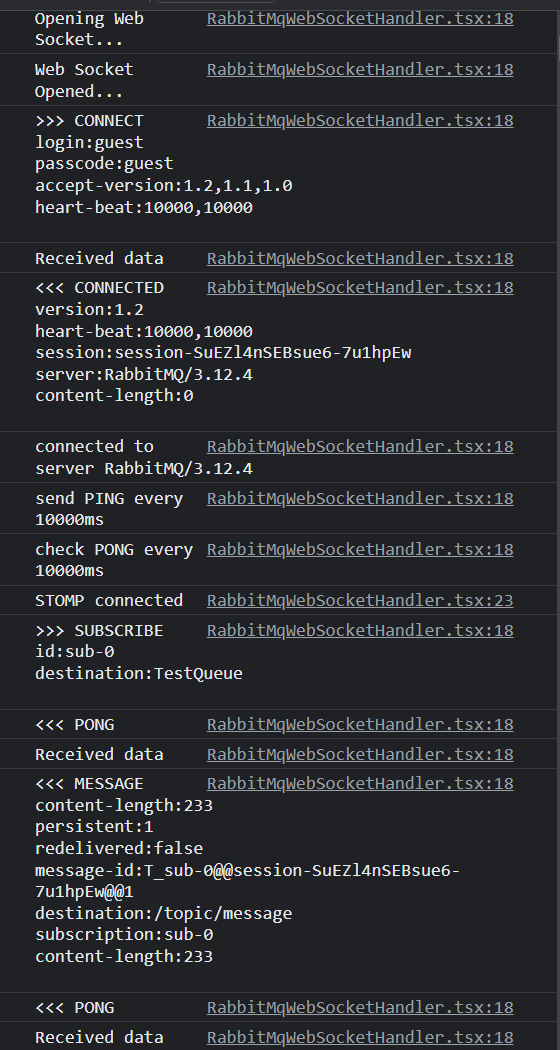 Opening Web RabbitMqWebSocketHandler.tsx:18
Socket...
Web Socket RabbitMqWebSocketHandler.tsx:18
Opened...
>>> CONNECT RabbitMqWebSocketHandler.tsx:18
login:guest
passcode:guest
accept-version:1.2,1.1,1.0
heart-beat:10000,10000
Received data RabbitMqWebSocketHandler.tsx:18
<<< CONNECTED RabbitMqWebSocketHandler.tsx:18
version:1.2
heart-beat:10000,10000
session:session-SuEZl4nSEBsue6-7u1hpEw
server:RabbitMQ/3.12.4
content-length:0
connected to RabbitMqWebSocketHandler.tsx:18
server RabbitMQ/3.12.4
send PING every RabbitMqWebSocketHandler.tsx:18
10000ms
check PONG every RabbitMqWebSocketHandler.tsx:18
10000ms
STOMP connected RabbitMqWebSocketHandler.tsx:23
>>> SUBSCRIBE RabbitMqWebSocketHandler.tsx:18
id:sub-0
destination:TestQueue
<<< PONG RabbitMqWebSocketHandler.tsx:18
Received data RabbitMqWebSocketHandler.tsx:18
<<< MESSAGE RabbitMqWebSocketHandler.tsx:18
content-length:233
persistent:1
redelivered:false
message-id:T_sub-0@@session-SuEZl4nSEBsue6-
7u1hpEw@@1
destination:/topic/message
subscription:sub-0
content-length:233
<<< PONG RabbitMqWebSocketHandler.tsx:18
Received data RabbitMqWebSocketHandler.tsx:18